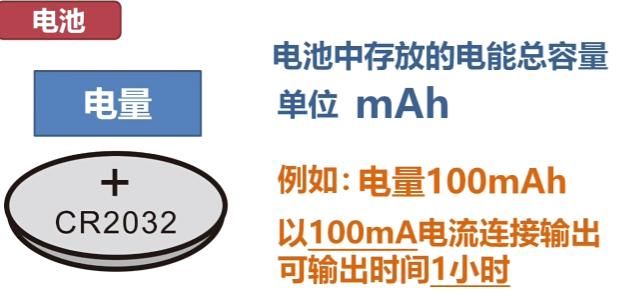 电池
电量
电池中存放的电能总容量
单位 mAh
+
CR2032
例如：电量100mAh
以100mA电流连接输出
可输出时间1小时